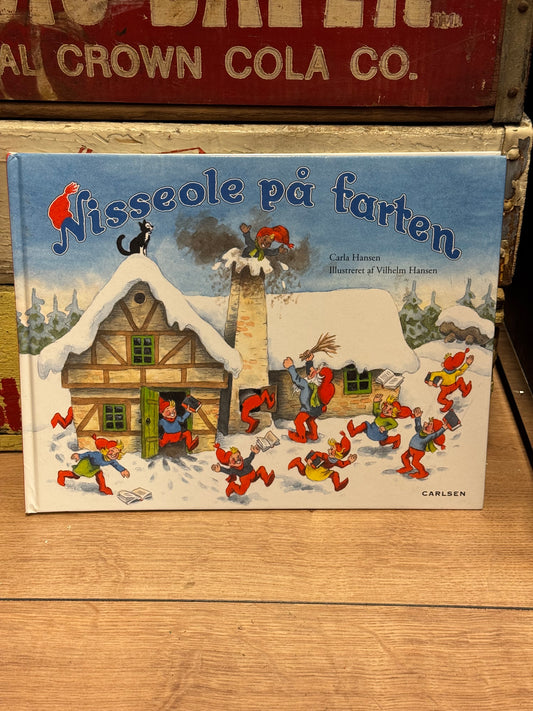 AL CROWN COLA CO.
Nisseole på farten
Carla Hansen
Illustreret af Vilhelm Hansen
CARLSEN